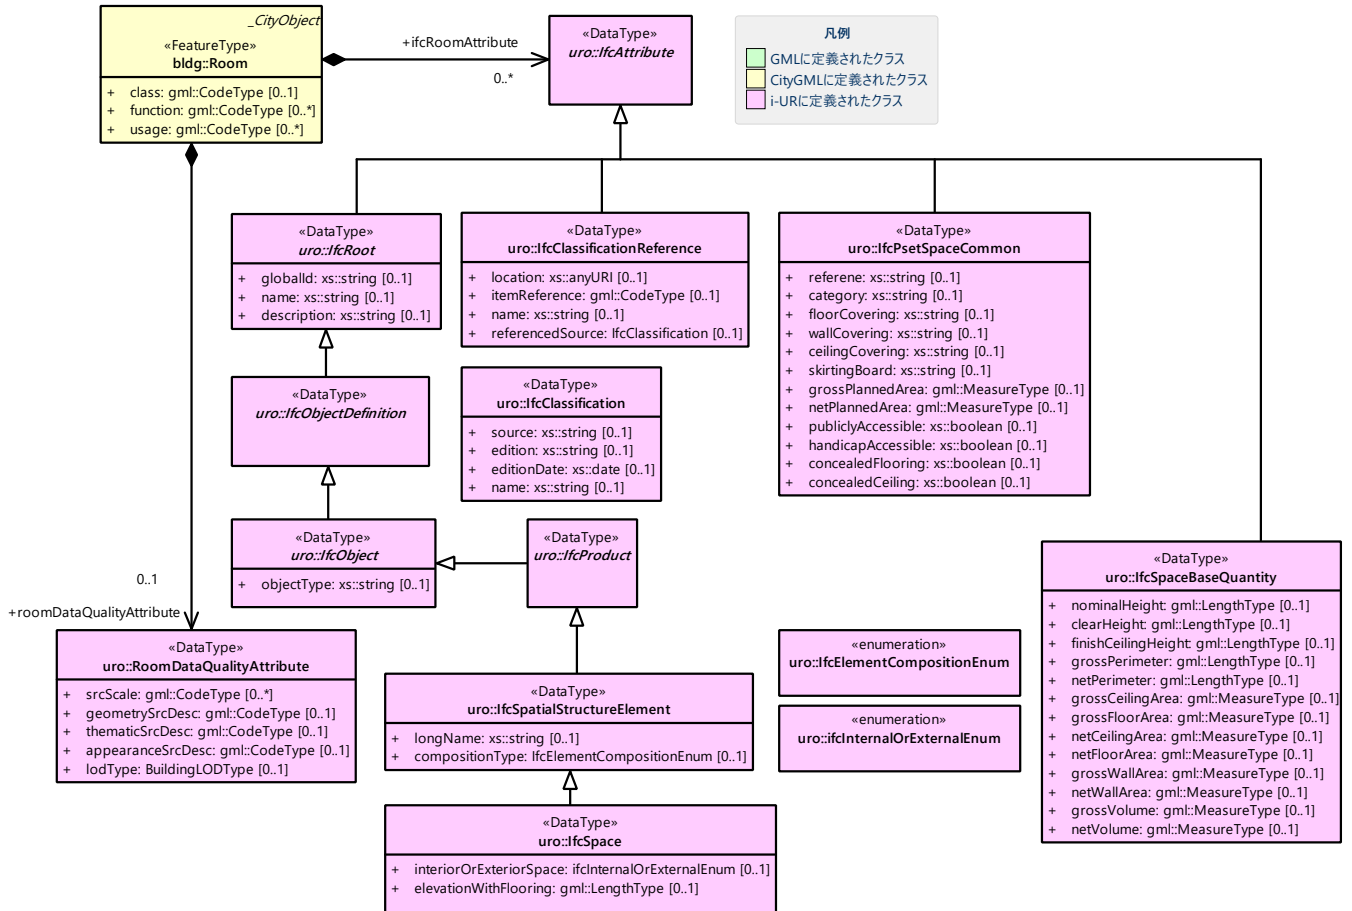 _CityObject
«FeatureType»
bldg::Room
+ class: gml::CodeType [0..1]
+ function: gml::CodeType [0..*]
+ usage: gml::CodeType [0..*]
+ifcRoomAttribute
0..*
«DataType»
uro::IfcAttribute
凡例
GMLに定義されたクラス
CityGMLに定義されたクラス
i-URに定義されたクラス
«DataType»
uro::IfcRoot
+ globalId: xs::string [0..1]
+ name: xs::string [0..1]
+ description: xs::string [0..1]
«DataType»
uro::IfcClassificationReference
+ location: xs::anyURI [0..1]
+ itemReference: gml::CodeType [0..1]
+ name: xs::string [0..1]
+ referencedSource: IfcClassification [0..1]
«DataType»
uro::IfcPsetSpaceCommon
+ referene: xs::string [0..1]
+ category: xs::string [0..1]
+ floorCovering: xs::string [0..1]
+ wallCovering: xs::string [0..1]
+ ceilingCovering: xs::string [0..1]
+ skirtingBoard: xs::string [0..1]
+ grossPlannedArea: gml::MeasureType [0..1]
+ netPlannedArea: gml::MeasureType [0..1]
+ publiclyAccessible: xs::boolean [0..1]
+ handicapAccessible: xs::boolean [0..1]
+ concealedFlooring: xs::boolean [0..1]
+ concealedCeiling: xs::boolean [0..1]
«DataType»
uro::IfcObjectDefinition
«DataType»
uro::IfcClassification
+ source: xs::string [0..1]
+ edition: xs::string [0..1]
+ editionDate: xs::date [0..1]
+ name: xs::string [0..1]
«DataType»
uro::IfcObject
+ objectType: xs::string [0..1]
«DataType»
uro::IfcProduct
«DataType»
uro::IfcSpaceBaseQuantity
+ nominalHeight: gml::LengthType [0..1]
+ clearHeight: gml::LengthType [0..1]
+ finishCeilingHeight: gml::LengthType [0..1]
+ grossPerimeter: gml::LengthType [0..1]
+ netPerimeter: gml::LengthType [0..1]
+ grossCeilingArea: gml::MeasureType [0..1]
+ grossFloorArea: gml::MeasureType [0..1]
+ netCeilingArea: gml::MeasureType [0..1]
+ netFloorArea: gml::MeasureType [0..1]
+ grossWallArea: gml::MeasureType [0..1]
+ netWallArea: gml::MeasureType [0..1]
+ grossVolume: gml::MeasureType [0..1]
+ netVolume: gml::MeasureType [0..1]
0..1
+roomDataQualityAttribute
«DataType»
uro::RoomDataQualityAttribute
+ srcScale: gml::CodeType [0..*]
+ geometrySrcDesc: gml::CodeType [0..1]
+ thematicSrcDesc: gml::CodeType [0..1]
+ appearanceSrcDesc: gml::CodeType [0..1]
+ lodType: BuildingLODType [0..1]
«DataType»
uro::IfcSpatialStructureElement
+ longName: xs::string [0..1]
+ compositionType: IfcElementCompositionEnum [0..1]
«enumeration»
uro::IfcElementCompositionEnum
«enumeration»
uro::ifcInternalOrExternalEnum
«DataType»
uro::IfcSpace
+ interiorOrExteriorSpace: ifcInternalOrExternalEnum [0..1]
+ elevationWithFlooring: gml::LengthType [0..1]